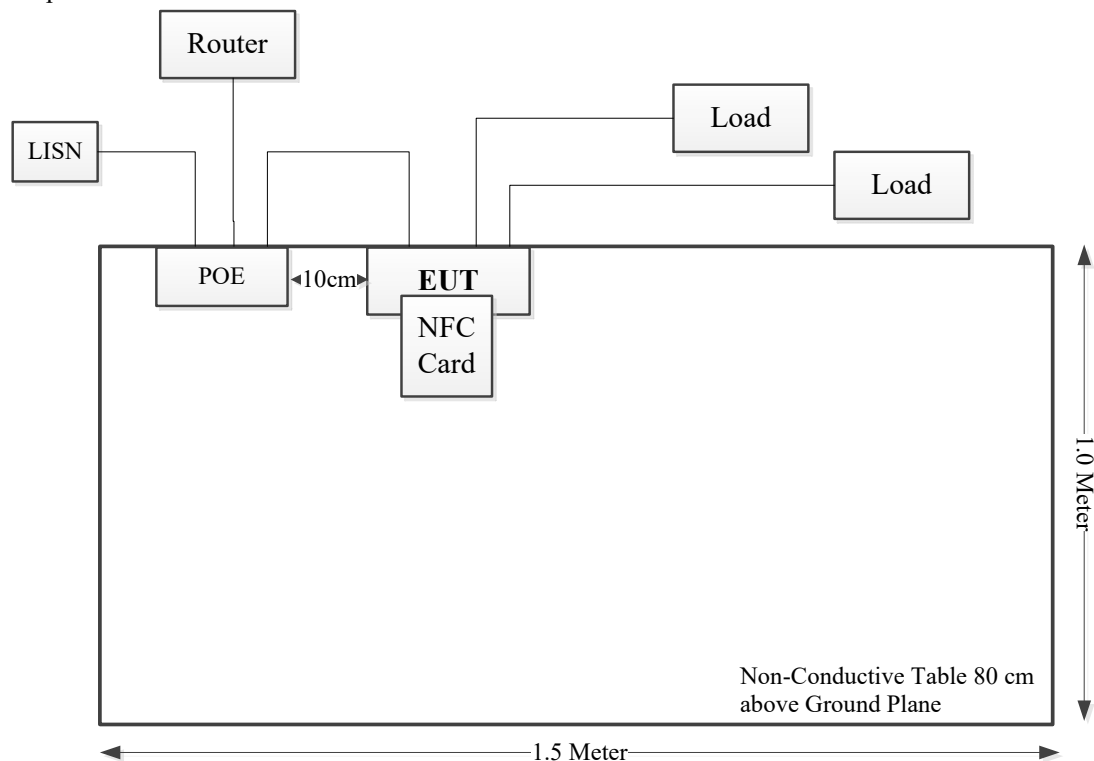 Router
Load
LISN
Load
POE
10cm
EUT
NFC
Card
1.0 Meter
Non-Conductive Table 80 cm
above Ground Plane
1.5 Meter